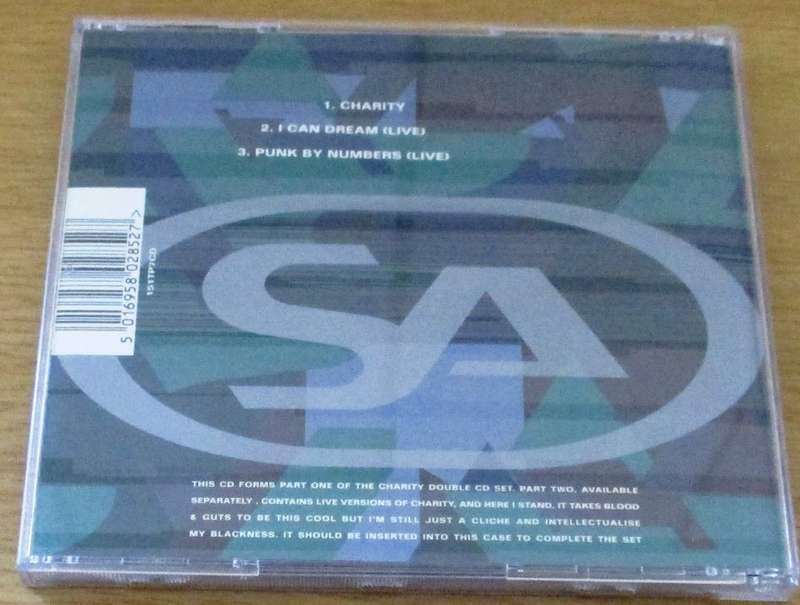 1. CHARITY
2. I CAN DREAM (LIVE)
3. PUNK BY NUMBERS (LIVE)
5 016958 028527 >
151TP7CD
SA
THIS CD FORMS PART ONE OF THE CHARITY DOUBLE CD SET. PART TWO, AVAILABLE
SEPARATELY , CONTAINS LIVE VERSIONS OF CHARITY, AND HERE I STAND, IT TAKES BLOOD
& GUTS TO BE THIS COOL BUT I'M STILL JUST A CLICHE AND INTELLECTUALISE
MY BLACKNESS. IT SHOULD BE INSERTED INTO THIS CASE TO COMPLETE THE SET